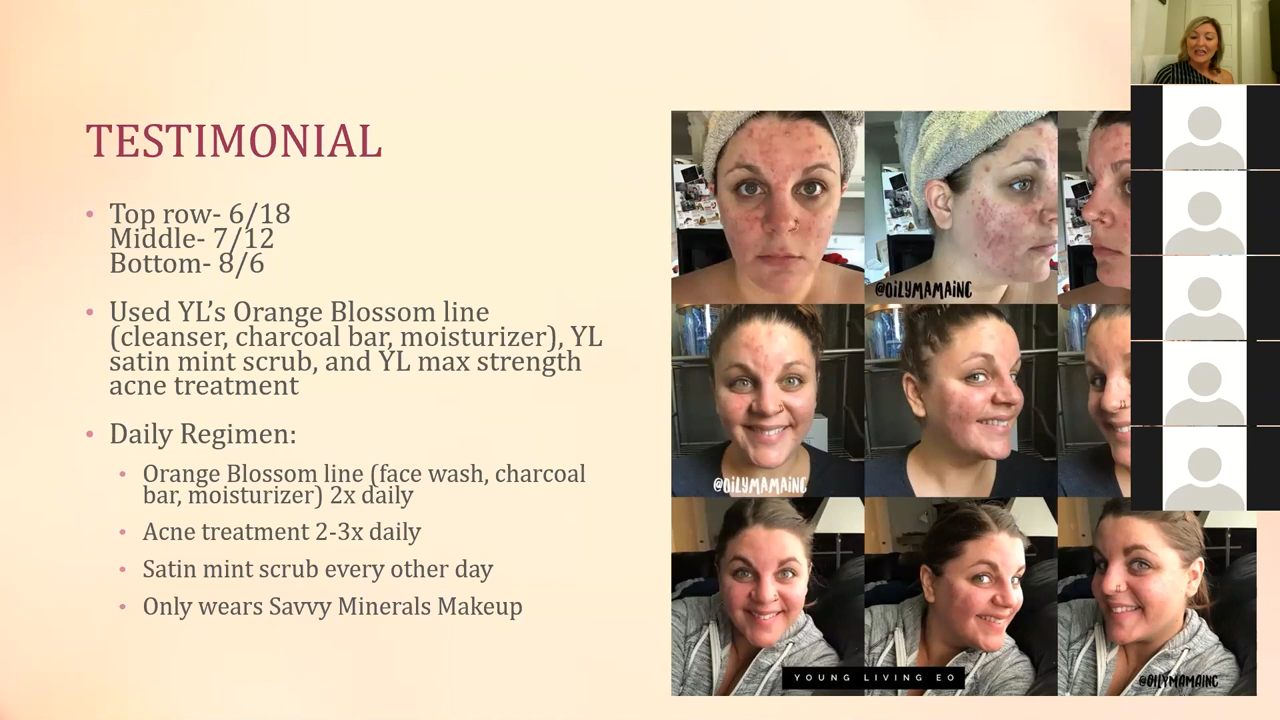 TESTIMONIAL
Top row- 6/18
Middle- 7/12
Bottom- 8/6
Used YL’s Orange Blossom line
(cleanser, charcoal bar, moisturizer), YL
satin mint scrub, and YL max strength
acne treatment
Daily Regimen:
Orange Blossom line (face wash, charcoal
bar, moisturizer) 2x daily
Acne treatment 2-3x daily
Satin mint scrub every other day
Only wears Savvy Minerals Makeup
@OILYMAMAINC
@OILYMAMAINC
YOUNG LIVING EO
@OILYMAMAINC